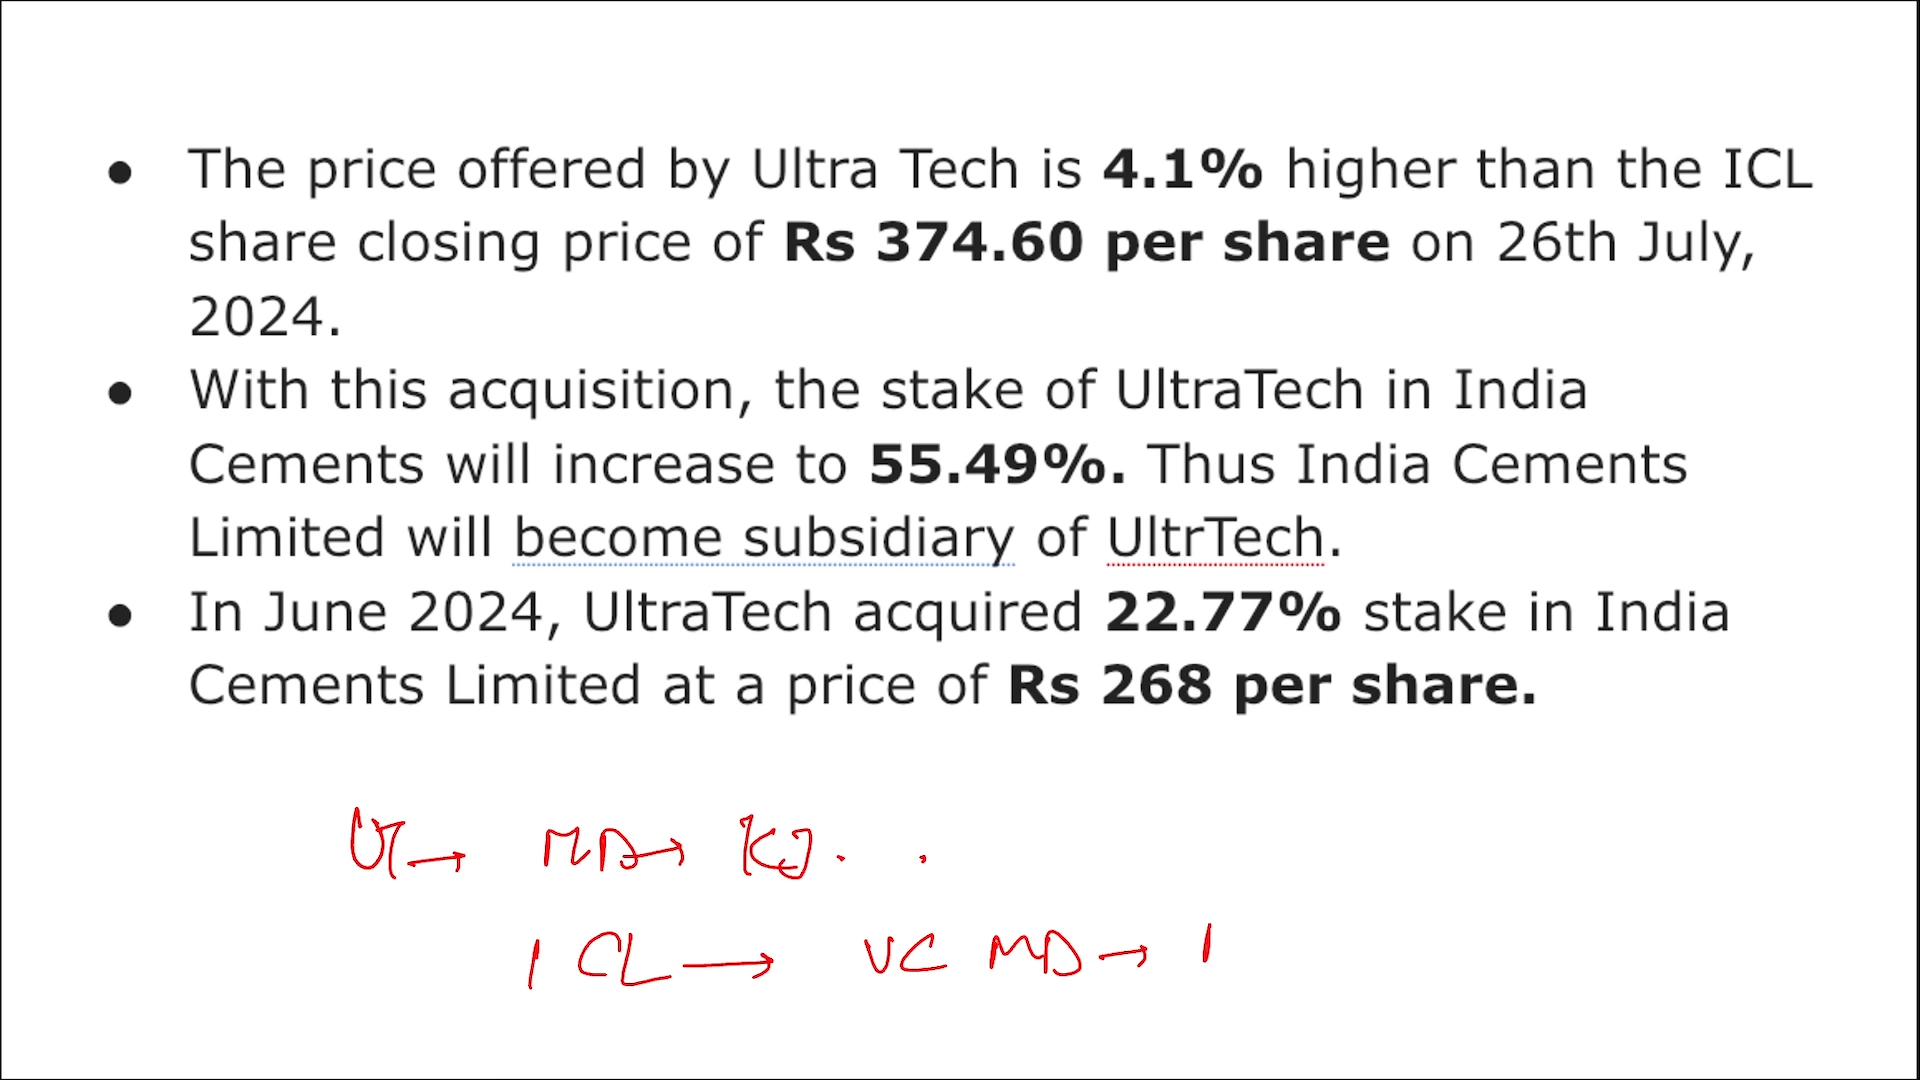 ● The price offered by Ultra Tech is 4.1% higher than the ICL
share closing price of Rs 374.60 per share on 26th July,
2024.
● With this acquisition, the stake of UltraTech in India
Cements will increase to 55.49%. Thus India Cements
Limited will become subsidiary of UltrTech.
● In June 2024, UltraTech acquired 22.77% stake in India
Cements Limited at a price of Rs 268 per share.
UT → MD → KJ.
ICL → VC MD →